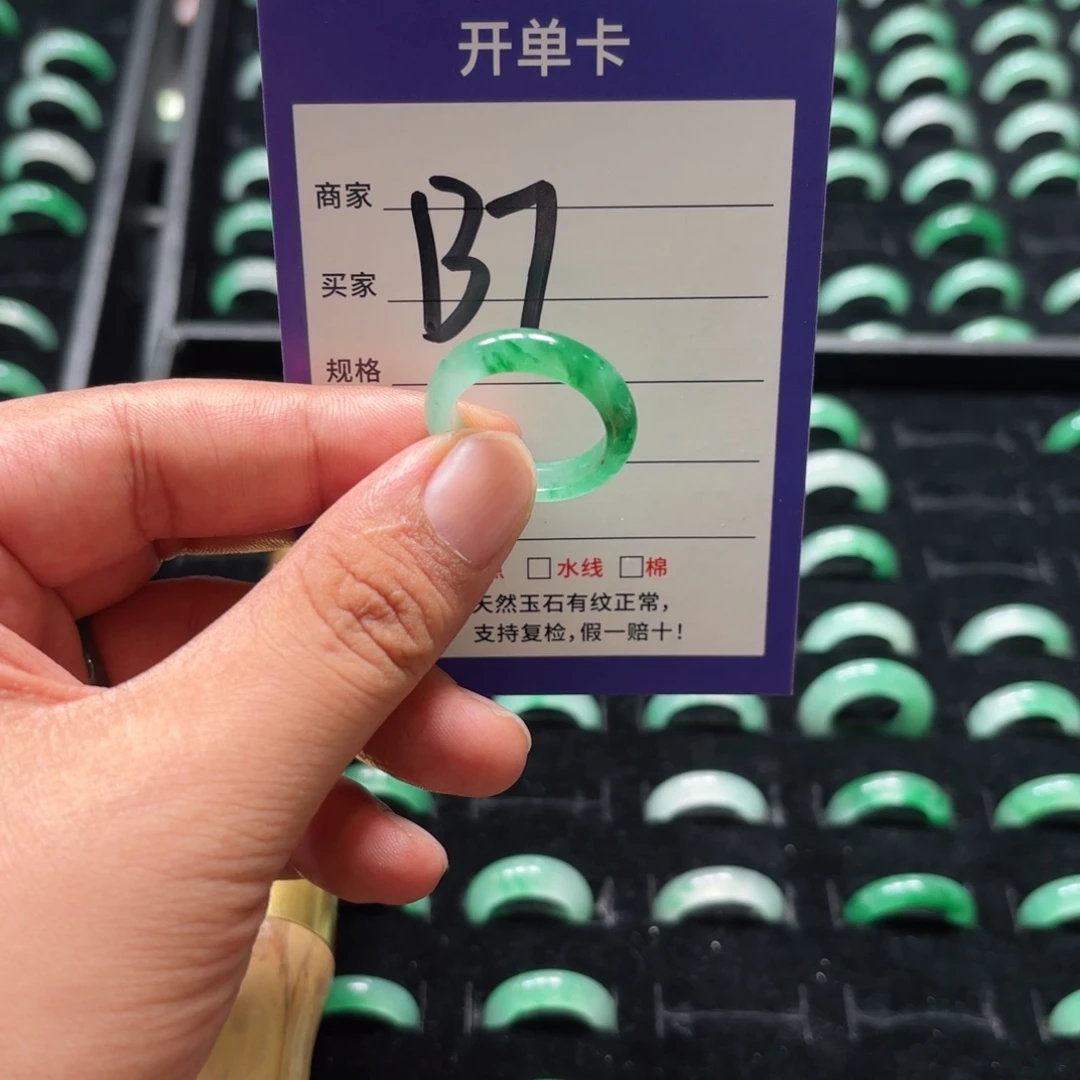 开单卡
商家
B7
买家
规格
□水线 □棉
天然玉石有纹正常，
支持复检，假一赔十！